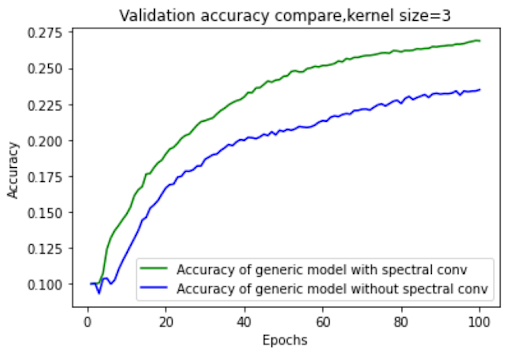 Validation accuracy compare,kernel size=3
0.275
0.250
0.225
0.200
0.175
0.150
0.125
0.100
Accuracy
Accuracy of generic model with spectral conv
Accuracy of generic model without spectral conv
0 20 40 60 80 100
Epochs